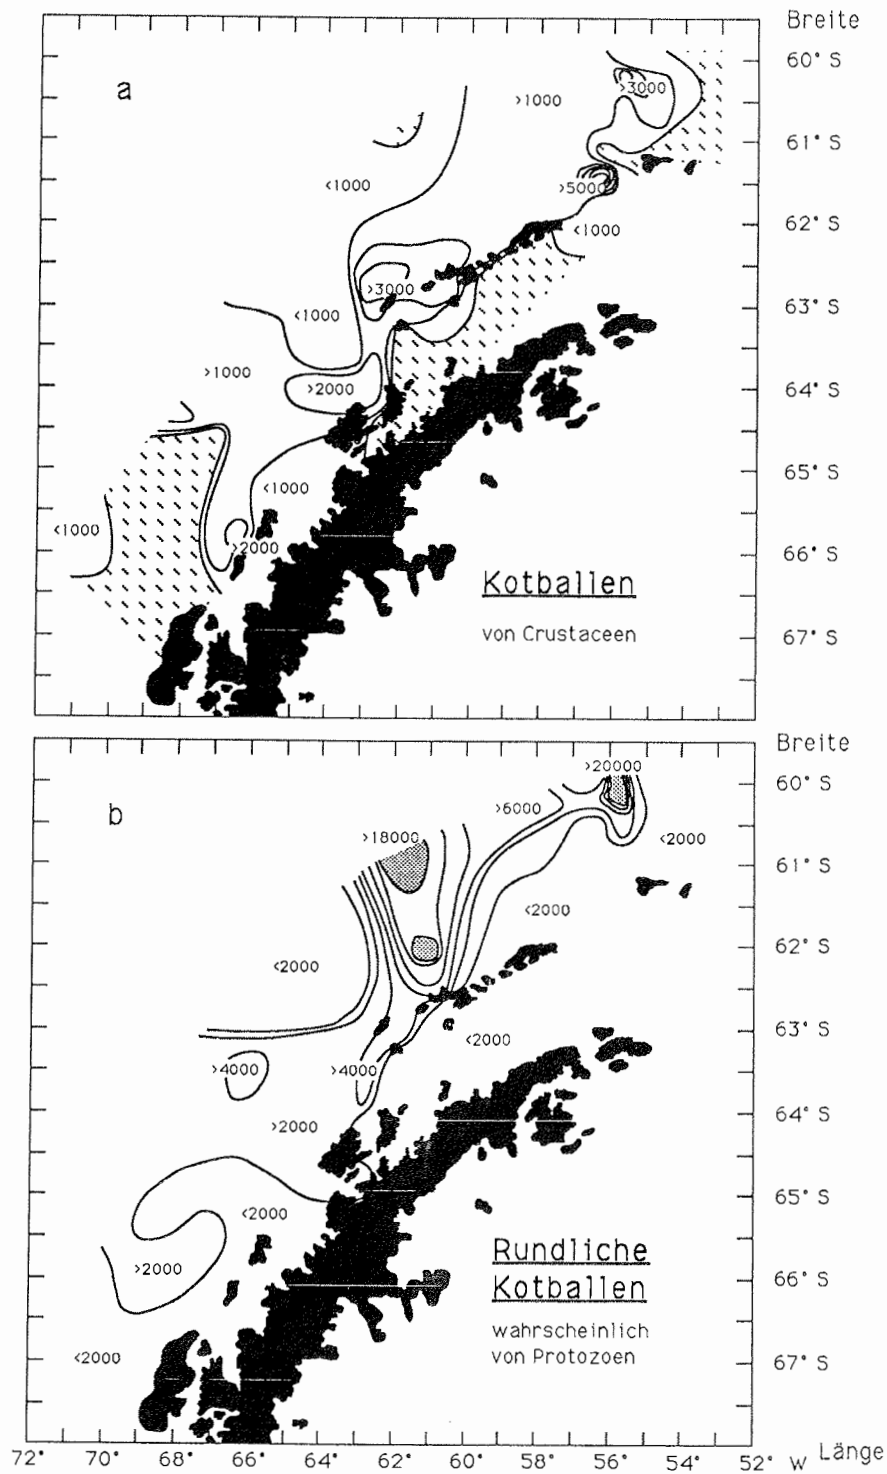 Breite
60° S
a
>3000
>1000
61° S
<1000
>5000
62° S
<1000
>3000
<1000
63° S
>1000
>2000
64° S
65° S
<1000
<1000
>2000
66° S
Kotballen
von Crustaceen
67° S
Breite
>20000
60° S
b
>6000
>18000
<2000
61° S
<2000
62° S
<2000
63° S
<2000
>4000
>4000
64° S
>2000
65° S
<2000
Rundliche
>2000
66° S
Kotballen
wahrscheinlich
<2000
von Protozoen
67° S
72° 70° 68° 66° 64° 62° 60° 58° 56° 54° 52° W Länge